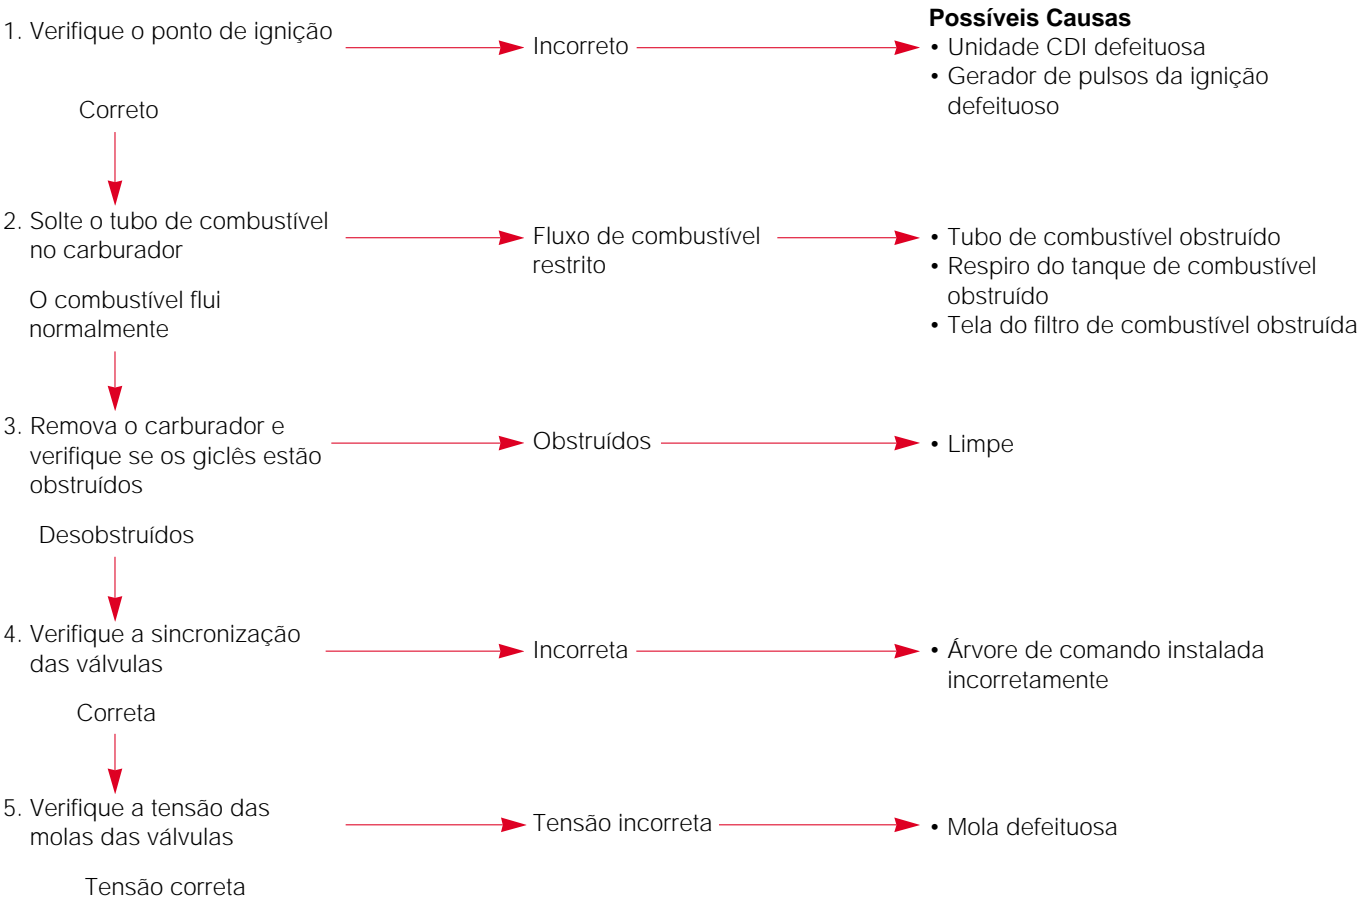 Possíveis Causas
1. Verifique o ponto de ignição
Incorreto
• Unidade CDI defeituosa
• Gerador de pulsos da ignição
defeituoso
Correto
2. Solte o tubo de combustível
no carburador
Fluxo de combustível
restrito
• Tubo de combustível obstruído
• Respiro do tanque de combustível
obstruído
• Tela do filtro de combustível obstruída
O combustível flui
normalmente
3. Remova o carburador e
verifique se os giclês estão
obstruídos
Obstruídos
• Limpe
Desobstruídos
4. Verifique a sincronização
das válvulas
Incorreta
• Árvore de comando instalada
incorretamente
Correta
5. Verifique a tensão das
molas das válvulas
Tensão incorreta
• Mola defeituosa
Tensão correta